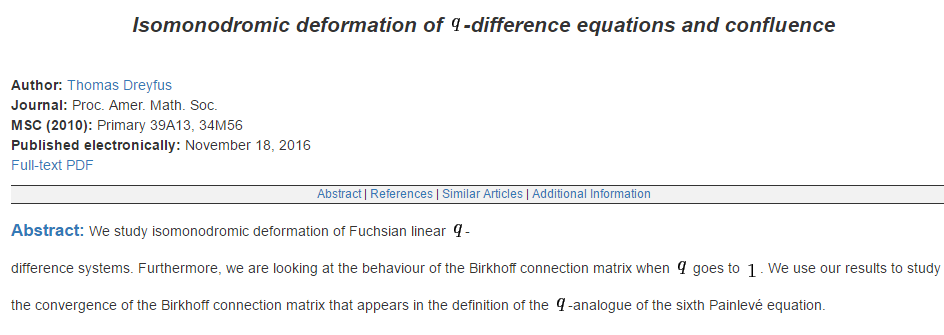 Isomonodromic deformation of q-difference equations and confluence
Author: Thomas Dreyfus
Journal: Proc. Amer. Math. Soc.
MSC (2010): Primary 39A13, 34M56
Published electronically: November 18, 2016
Full-text PDF
Abstract | References | Similar Articles | Additional Information
Abstract: We study isomonodromic deformation of Fuchsian linear q-
difference systems. Furthermore, we are looking at the behaviour of the Birkhoff connection matrix when q goes to 1. We use our results to study
the convergence of the Birkhoff connection matrix that appears in the definition of the q-analogue of the sixth Painlevé equation.